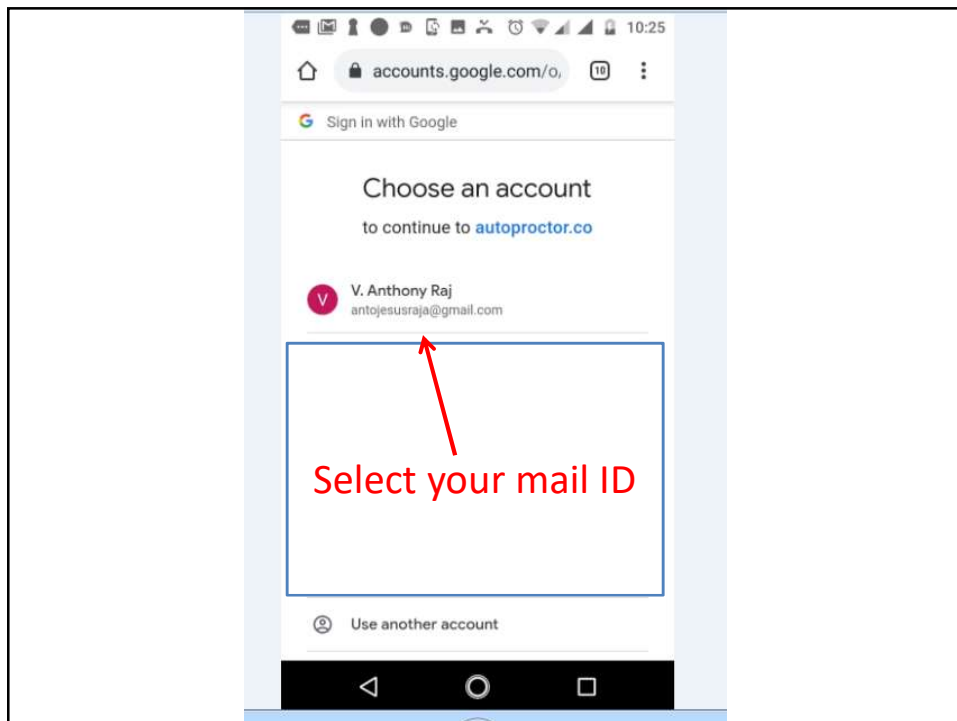 10:25
accounts.google.com/o,
10
Sign in with Google
Choose an account
to continue to autoproctor.co
V
V. Anthony Raj
antojesusraja@gmail.com
Select your mail ID
Use another account